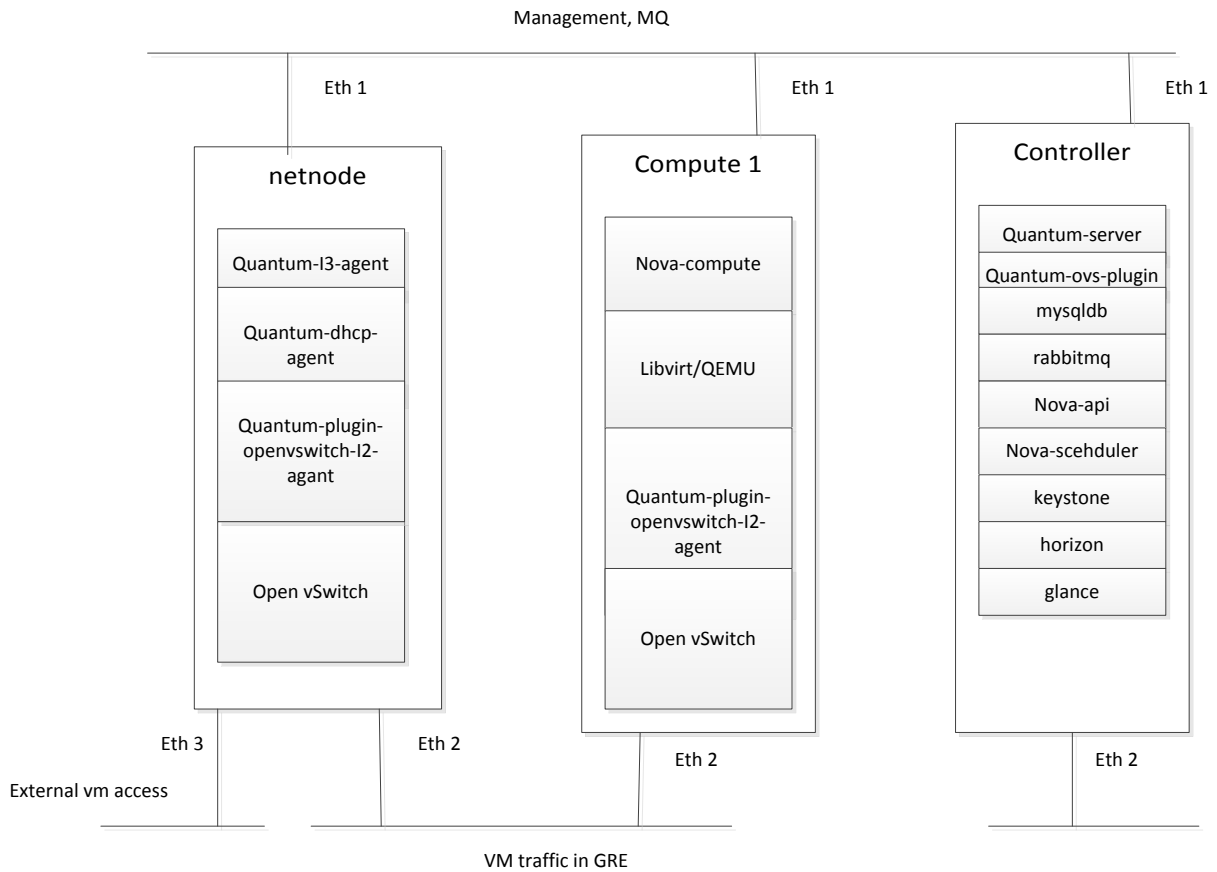 Management, MQ
Eth 1
Eth 1
Eth 1
netnode
Quantum-l3-agent
Quantum-dhcp-
agent
Quantum-plugin-
openvswitch-l2-
agant
Open vSwitch
Compute 1
Nova-compute
Libvirt/QEMU
Quantum-plugin-
openvswitch-l2-
agent
Open vSwitch
Controller
Quantum-server
Quantum-ovs-plugin
mysqldb
rabbitmq
Nova-api
Nova-scehduler
keystone
horizon
glance
Eth 3
Eth 2
Eth 2
Eth 2
External vm access
VM traffic in GRE